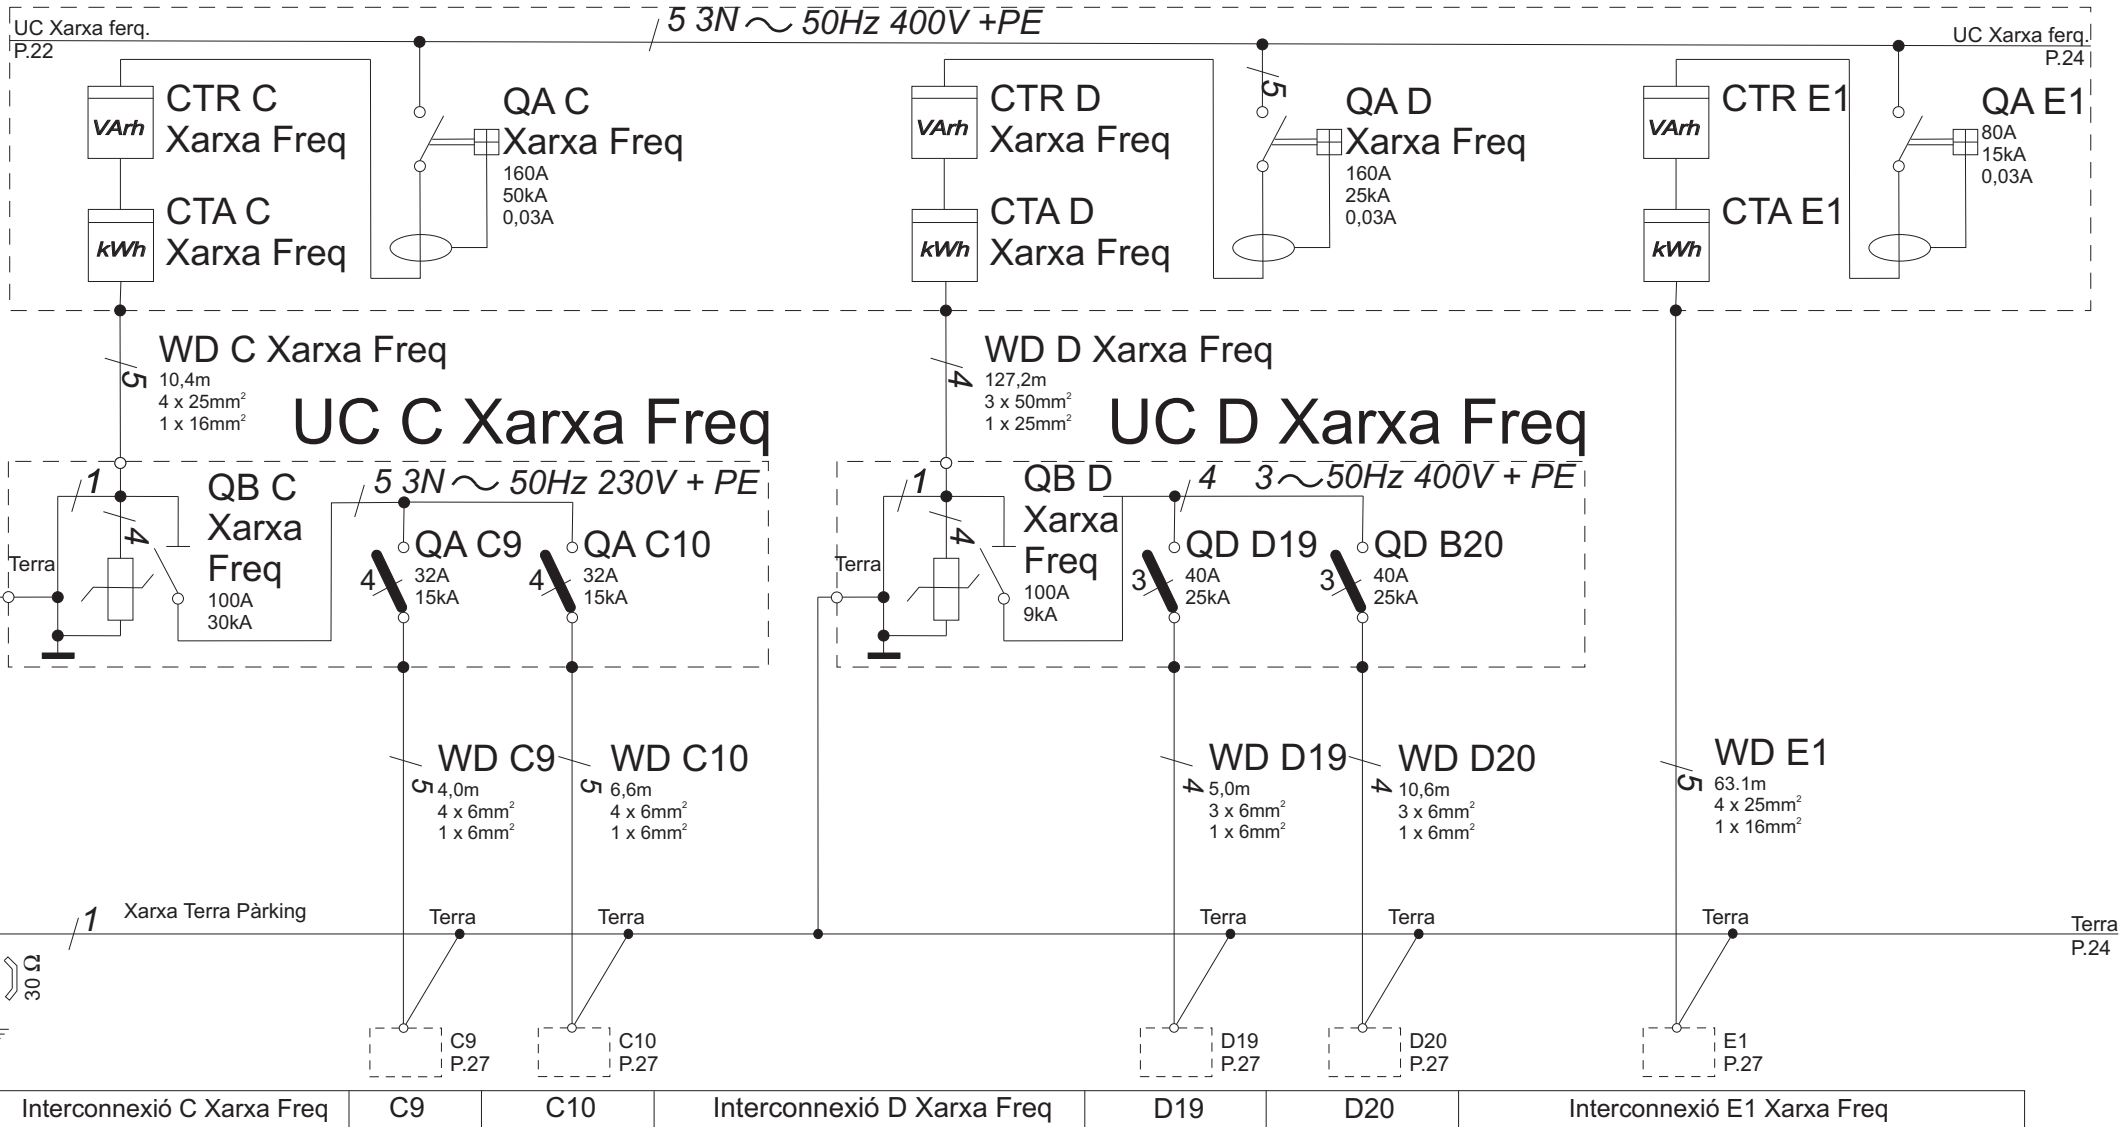 UC Xarxa ferq.
P.22
5 3N ～ 50Hz 400V +PE
UC Xarxa ferq.
P.24
CTR C
Xarxa Freq
VArh
CTA C
Xarxa Freq
kWh
QA C
Xarxa Freq
160A
50kA
0,03A
CTR D
Xarxa Freq
VArh
CTA D
Xarxa Freq
kWh
5
QA D
Xarxa Freq
160A
25kA
0,03A
CTR E1
VArh
CTA E1
kWh
QA E1
80A
15kA
0,03A
WD C Xarxa Freq
5
10,4m
4 x 25mm²
1 x 16mm²
WD D Xarxa Freq
4
127,2m
3 x 50mm²
1 x 25mm²
UC C Xarxa Freq
1
4
Terra
QB C
Xarxa
Freq
100A
30kA
5 3N ～ 50Hz 230V + PE
4
QA C9
32A
15kA
4
QA C10
32A
15kA
UC D Xarxa Freq
1
4
Terra
QB D
Xarxa
Freq
100A
9kA
4 3～50Hz 400V + PE
3
QD D19
40A
25kA
3
QD B20
40A
25kA
WD C9
5
4,0m
4 x 6mm²
1 x 6mm²
WD C10
5
6,6m
4 x 6mm²
1 x 6mm²
WD D19
4
5,0m
3 x 6mm²
1 x 6mm²
WD D20
4
10,6m
3 x 6mm²
1 x 6mm²
WD E1
5
63.1m
4 x 25mm²
1 x 16mm²
1
Xarxa Terra Pàrking
Terra
Terra
Terra
Terra
Terra
Terra
P.24
30 Ω
C9
P.27
C10
P.27
D19
P.27
D20
P.27
E1
P.27
Interconnexió C Xarxa Freq
C9
C10
Interconnexió D Xarxa Freq
D19
D20
Interconnexió E1 Xarxa Freq